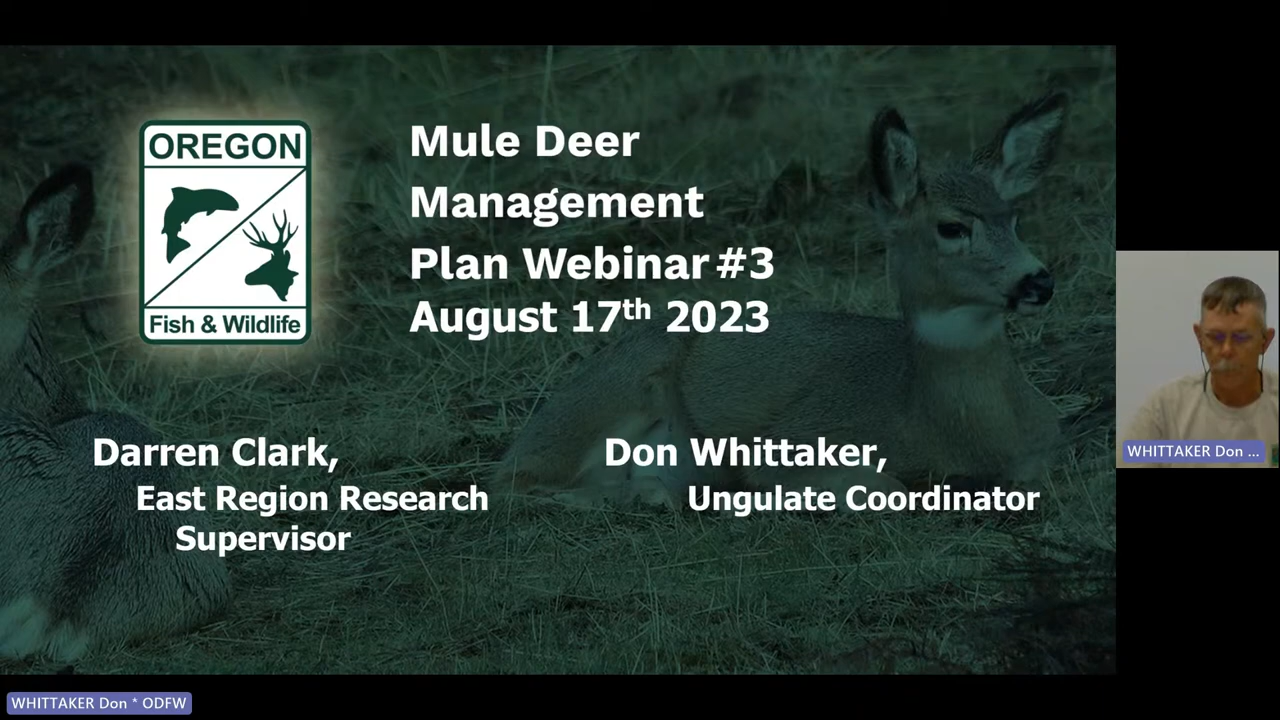 OREGON
Fish & Wildlife
Mule Deer
Management
Plan Webinar #3
August 17th 2023
Darren Clark,
East Region Research
Supervisor
Don Whittaker,
Ungulate Coordinator
WHITTAKER Don ...
WHITTAKER Don * ODFW